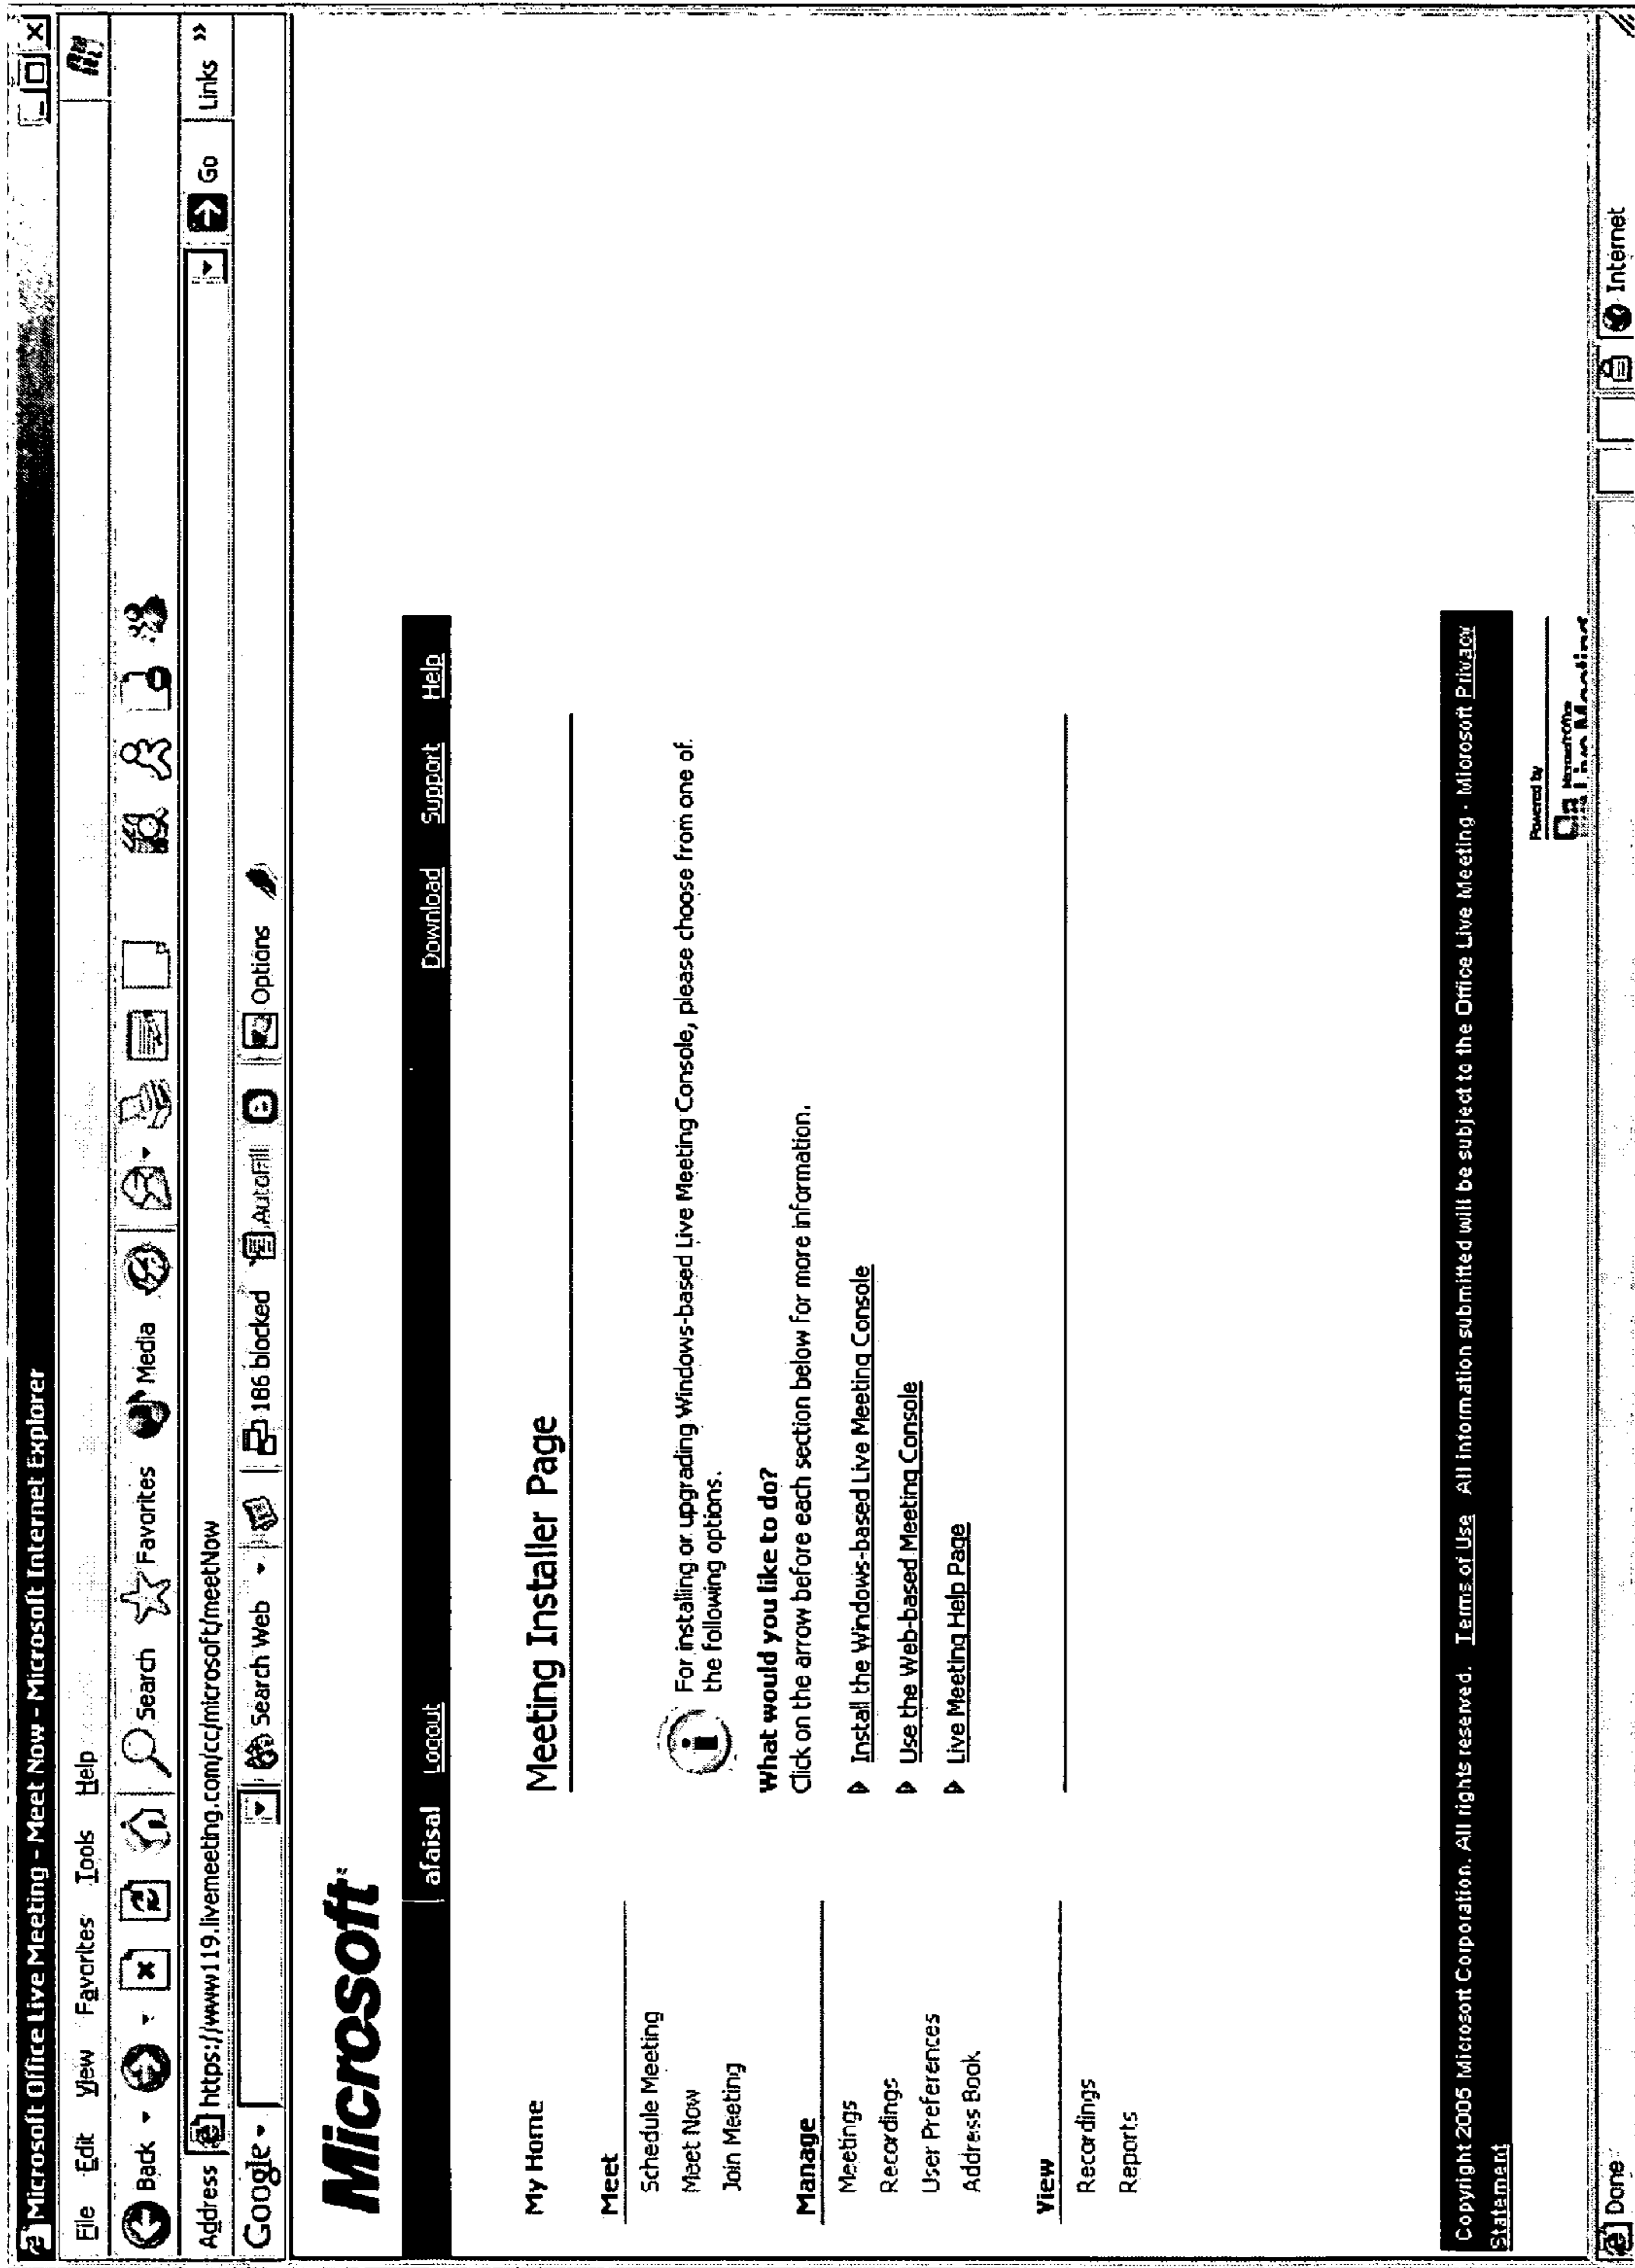 Microsoft Office Live Meeting - Meet Now - Microsoft Internet Explorer
File Edit View Favorites Tools Help
Back Search Favorites Media
Address https://www119.livemeeting.com/cc/microsoft/meetNow Go Links »
Google Search Web 186 blocked AutoFill Options
Microsoft
afaisal Logout Download Support Help
My Home
Meet
Schedule Meeting
Meet Now
Join Meeting
Manage
Meetings
Recordings
User Preferences
Address Book
View
Recordings
Reports
Meeting Installer Page
For installing or upgrading Windows-based Live Meeting Console, please choose from one of
the following options.
What would you like to do?
Click on the arrow before each section below for more information.
Install the Windows-based Live Meeting Console
Use the Web-based Meeting Console
Live Meeting Help Page
Copyright 2005 Microsoft Corporation. All rights reserved. Terms of Use All information submitted will be subject to the Office Live Meeting - Microsoft Privacy
Statement
Powered by
Microsoft Office
Live Meeting
Done Internet